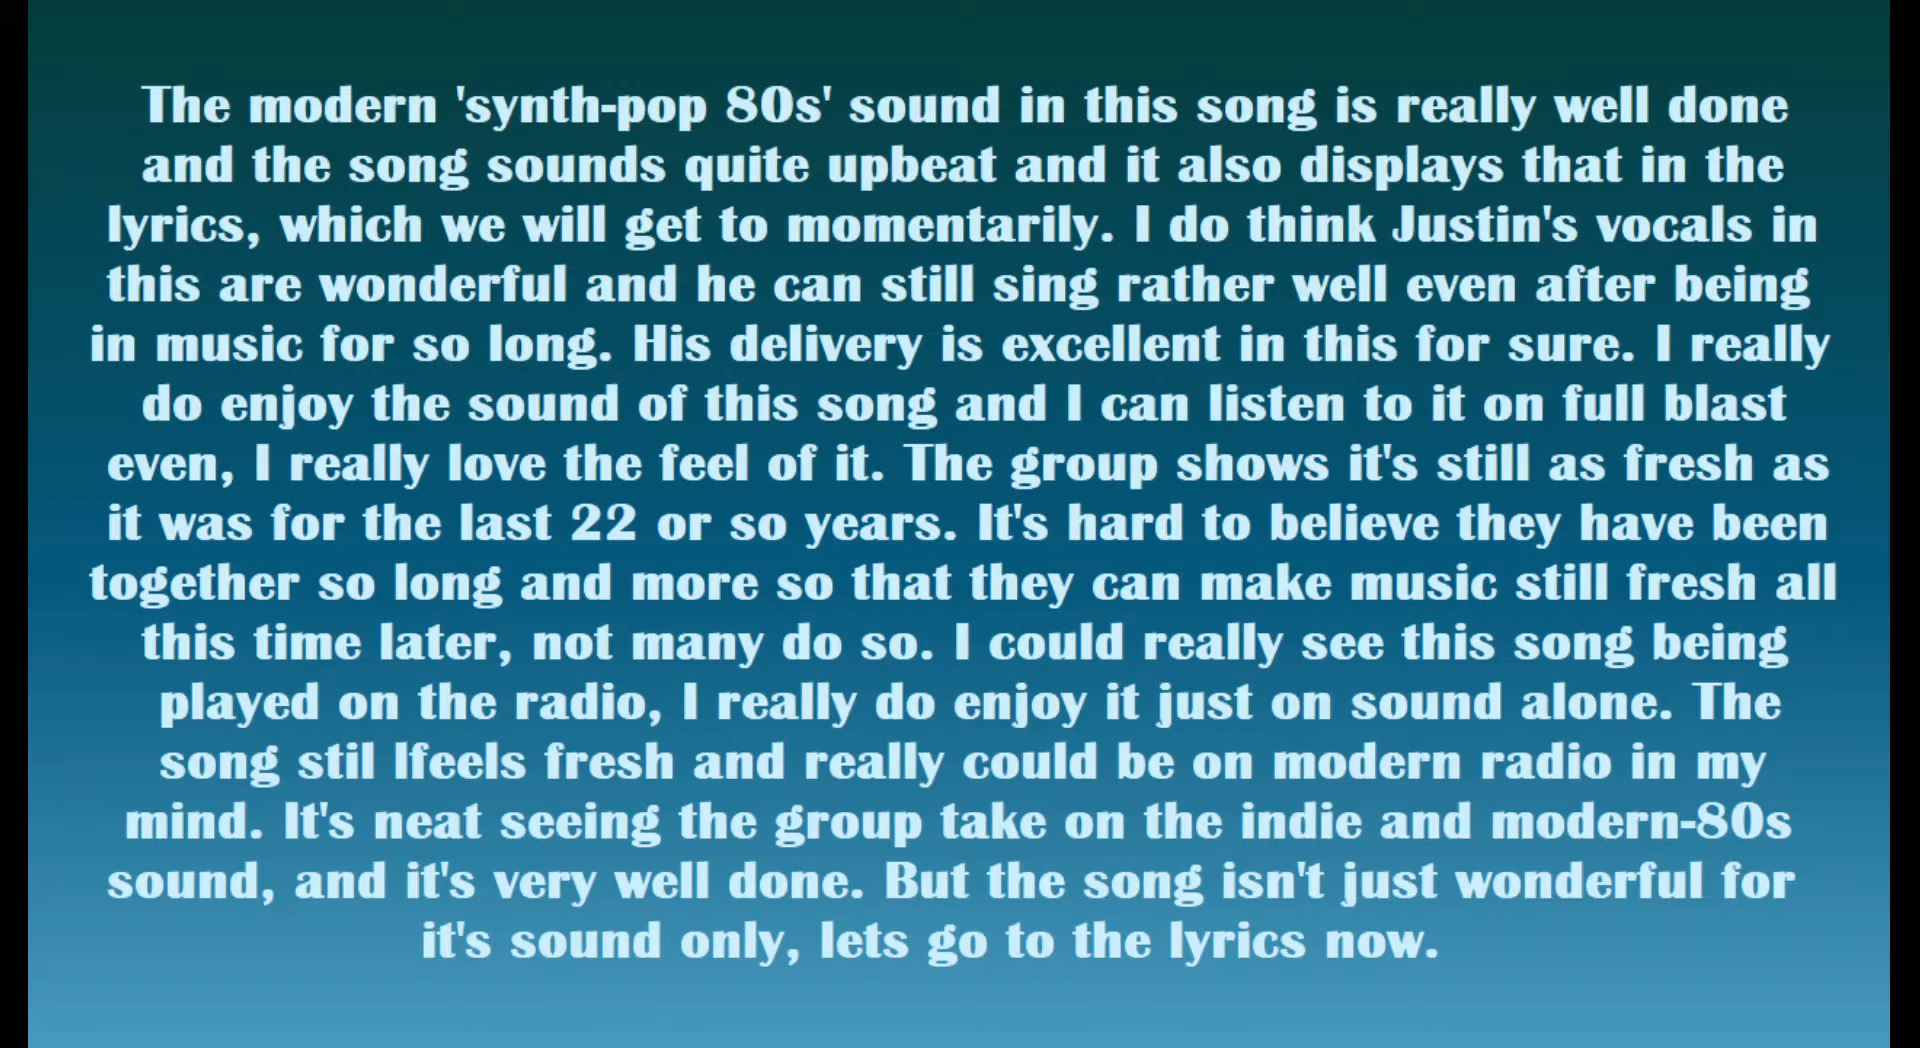 The modern 'synth-pop 80s' sound in this song is really well done
and the song sounds quite upbeat and it also displays that in the
lyrics, which we will get to momentarily. I do think Justin's vocals in
this are wonderful and he can still sing rather well even after being
in music for so long. His delivery is excellent in this for sure. I really
do enjoy the sound of this song and I can listen to it on full blast
even, I really love the feel of it. The group shows it's still as fresh as
it was for the last 22 or so years. It's hard to believe they have been
together so long and more so that they can make music still fresh all
this time later, not many do so. I could really see this song being
played on the radio, I really do enjoy it just on sound alone. The
song stil lfeels fresh and really could be on modern radio in my
mind. It's neat seeing the group take on the indie and modern-80s
sound, and it's very well done. But the song isn't just wonderful for
it's sound only, lets go to the lyrics now.